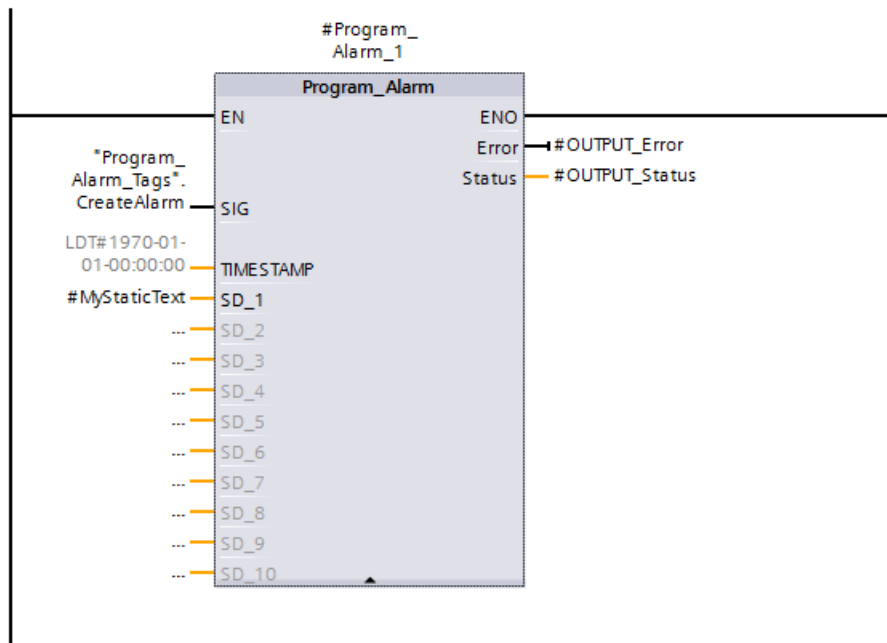 #Program_
Alarm_1
Program_Alarm
EN
ENO
Error
#OUTPUT_Error
"Program_
Alarm_Tags".
CreateAlarm
Status
#OUTPUT_Status
SIG
LDT#1970-01-
01-00:00:00
TIMESTAMP
#MyStaticText
SD_1
... SD_2
... SD_3
... SD_4
... SD_5
... SD_6
... SD_7
... SD_8
... SD_9
... SD_10